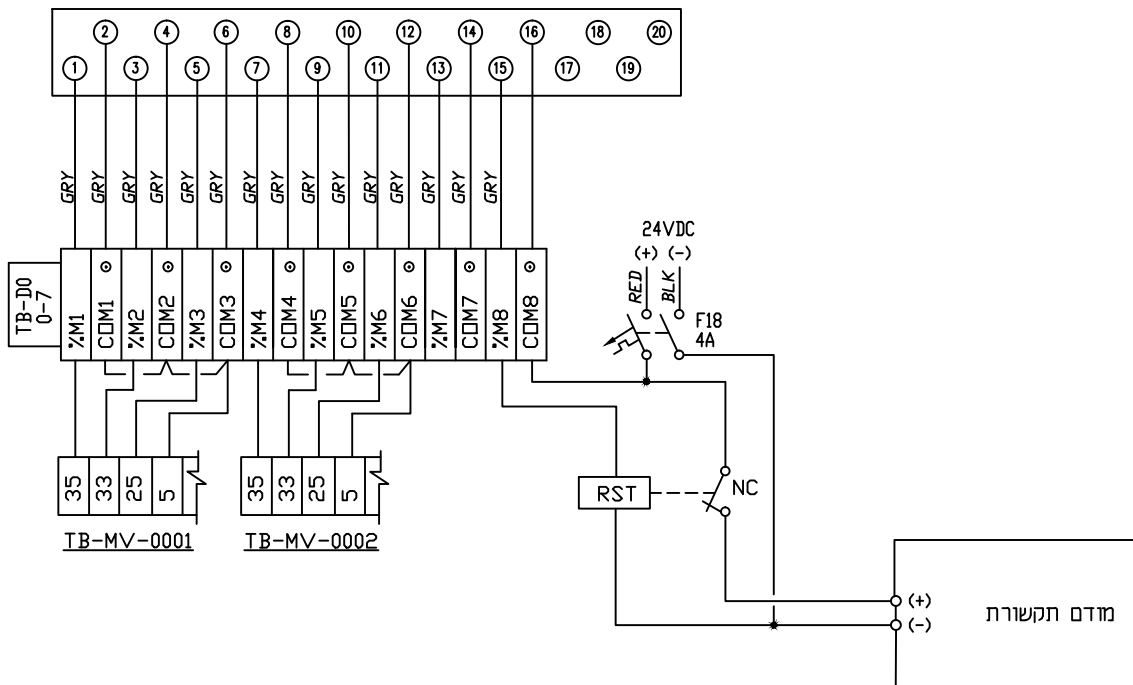 2 4 6 8 10 12 14 16 18 20
1 3 5 7 9 11 13 15 17 19
GRY GRY GRY GRY GRY GRY GRY GRY GRY GRY GRY GRY GRY GRY GRY
24VDC
(+) (-)
RED BLK
F18
4A
TB-DO
0-7
%M1 COM1 %M2 COM2 %M3 COM3 %M4 COM4 %M5 COM5 %M6 COM6 %M7 COM7 %M8 COM8
35 33 25 5
35 33 25 5
RST
NC
TB-MV-0001
TB-MV-0002
(+)
(-)
מודם תקשורת